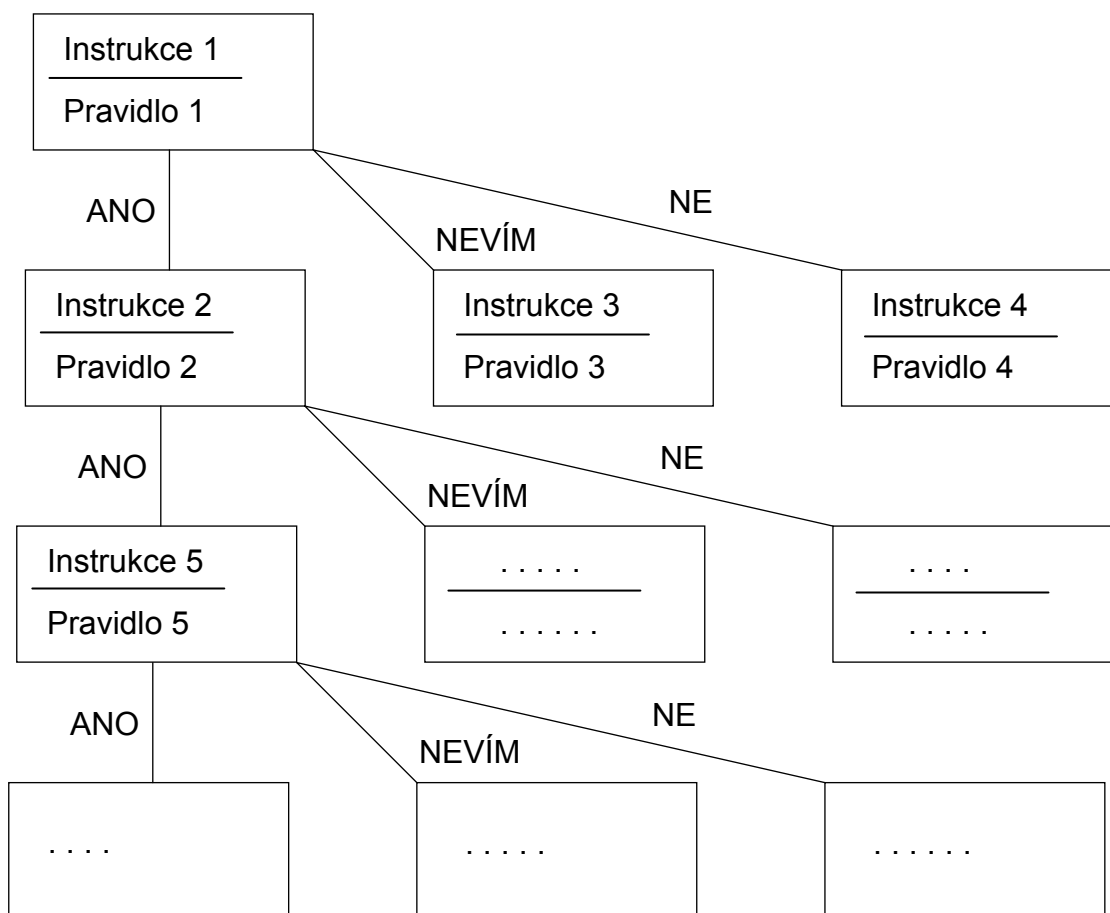 Instrukce 1
Pravidlo 1
ANO
NEVÍM
NE
Instrukce 2
Pravidlo 2
Instrukce 3
Pravidlo 3
Instrukce 4
Pravidlo 4
ANO
NEVÍM
NE
Instrukce 5
Pravidlo 5
. . . . .
. . . . . .
. . . .
. . . . .
ANO
NEVÍM
NE
. . . .
. . . . .
. . . . . .